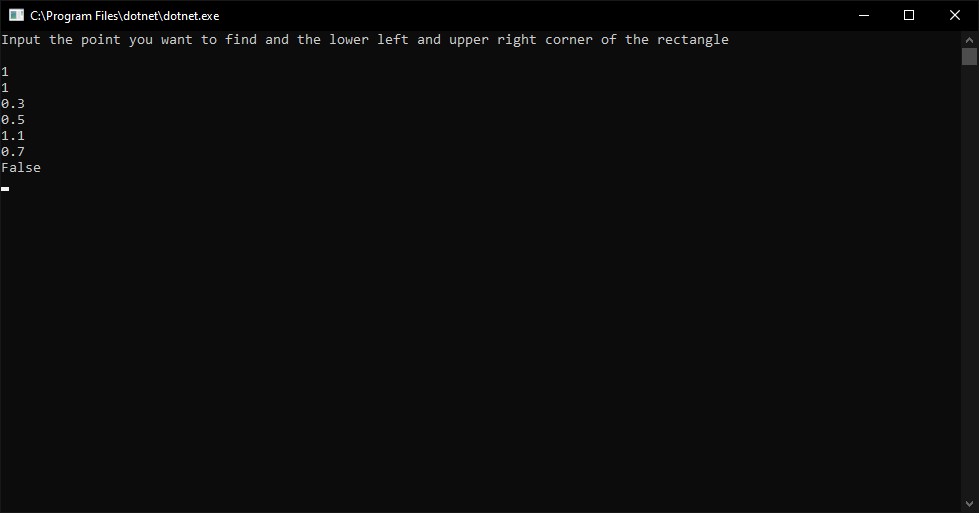 C:\Program Files\dotnet\dotnet.exe
Input the point you want to find and the lower left and upper right corner of the rectangle
1
1
0.3
0.5
1.1
0.7
False